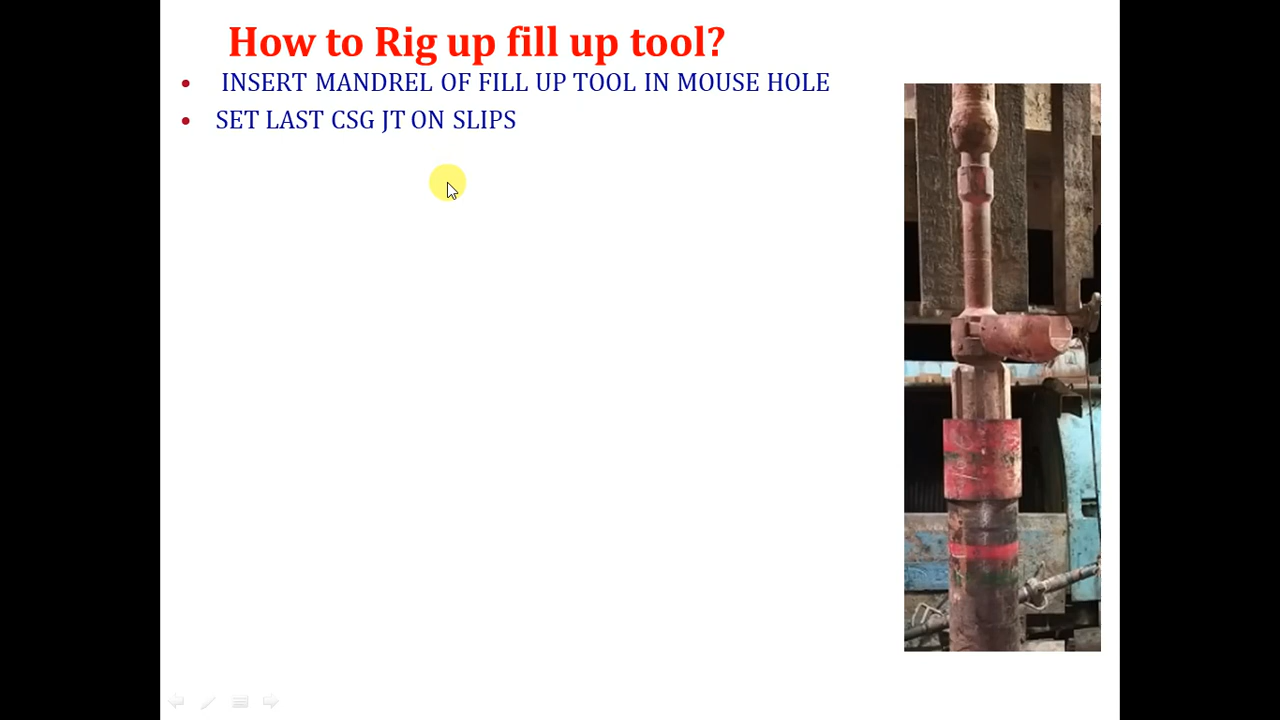 How to Rig up fill up tool?
• INSERT MANDREL OF FILL UP TOOL IN MOUSE HOLE
• SET LAST CSG JT ON SLIPS